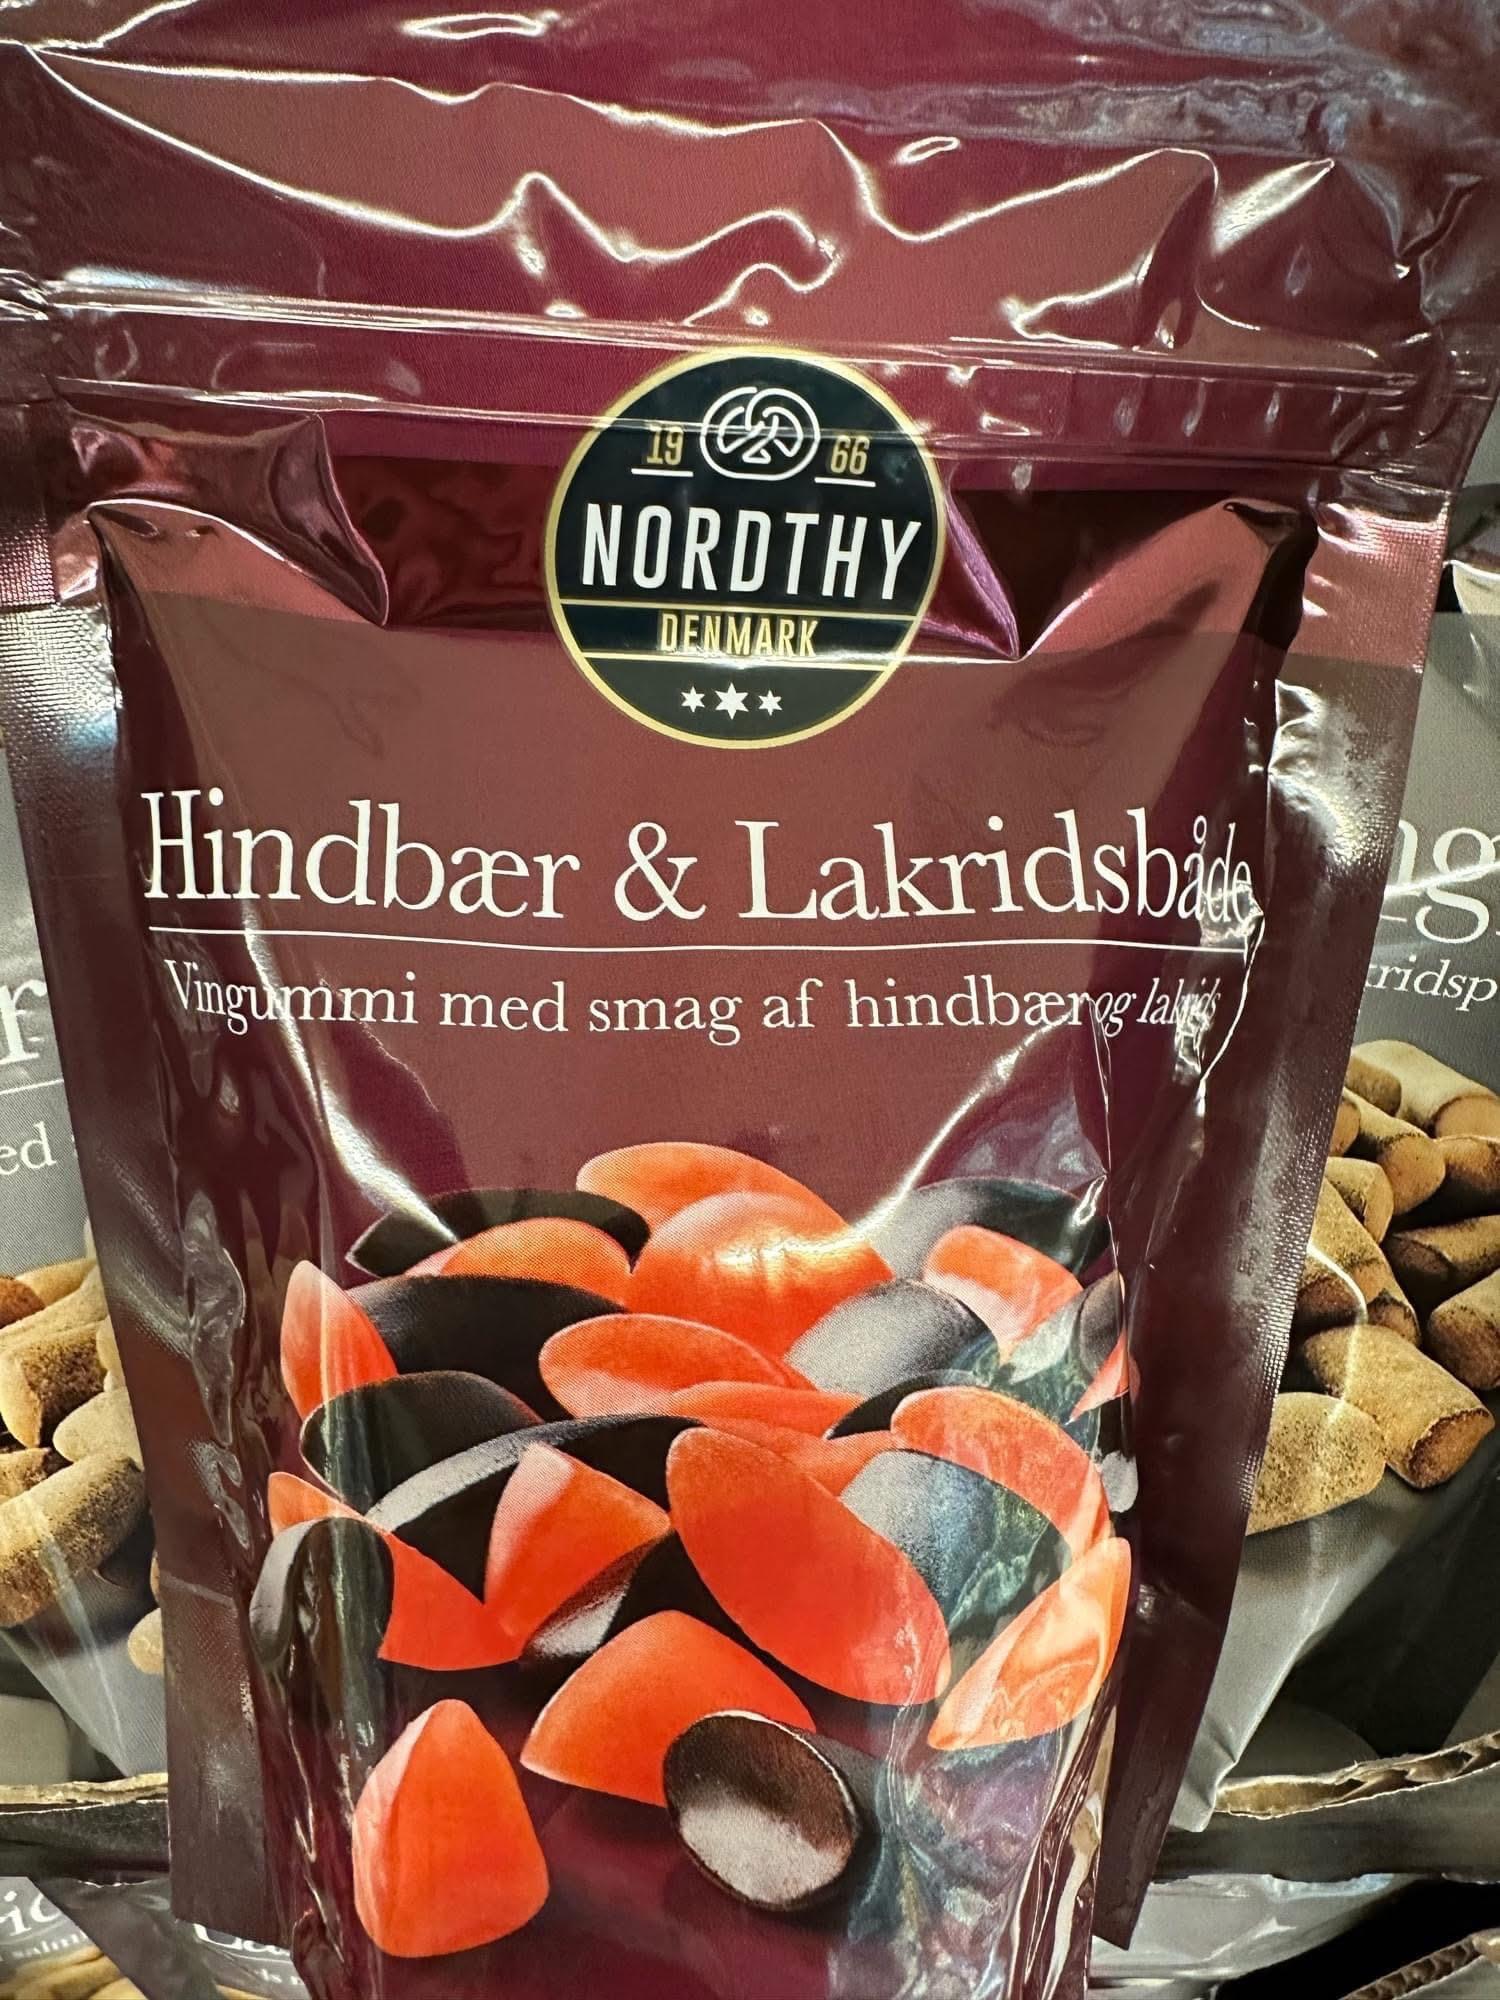 19 66
NORDTHY
DENMARK
Hindbær & Lakridsbåde
Vingummi med smag af hindbær og lakrids